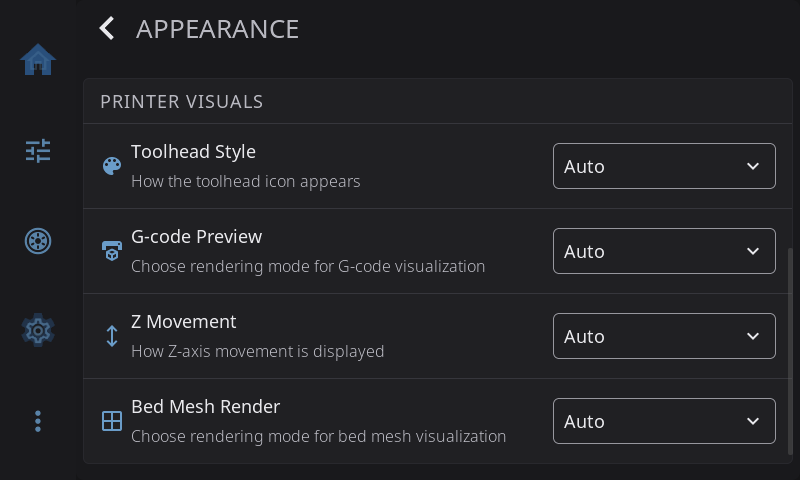 APPEARANCE
PRINTER VISUALS
Toolhead Style
How the toolhead icon appears
Auto
G-code Preview
Choose rendering mode for G-code visualization
Auto
Z Movement
How Z-axis movement is displayed
Auto
Bed Mesh Render
Choose rendering mode for bed mesh visualization
Auto